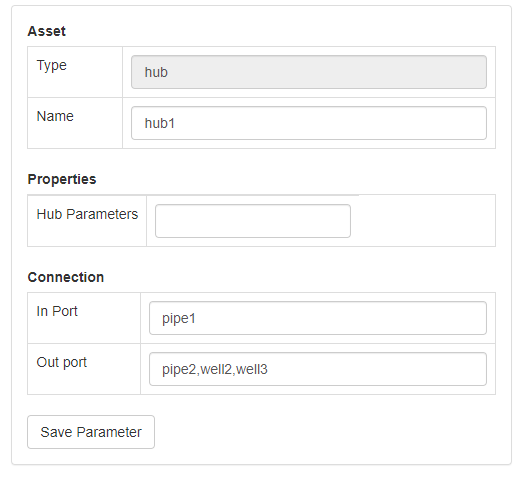 Asset
Type hub
Name hub1
Properties
Hub Parameters
Connection
In Port pipe1
Out port pipe2,well2,well3
Save Parameter